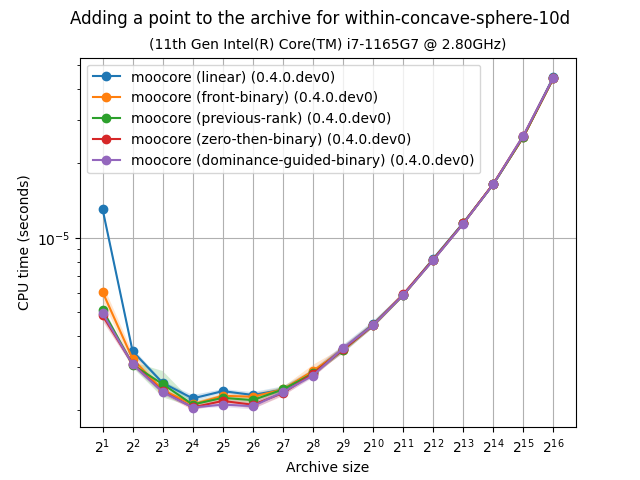 Adding a point to the archive for within-concave-sphere-10d
(11th Gen Intel(R) Core(TM) i7-1165G7 @ 2.80GHz)
moocore (linear) (0.4.0.dev0)
moocore (front-binary) (0.4.0.dev0)
moocore (previous-rank) (0.4.0.dev0)
moocore (zero-then-binary) (0.4.0.dev0)
moocore (dominance-guided-binary) (0.4.0.dev0)
CPU time (seconds)
10⁻⁵
2¹ 2² 2³ 2⁴ 2⁵ 2⁶ 2⁷ 2⁸ 2⁹ 2¹⁰ 2¹¹ 2¹² 2¹³ 2¹⁴ 2¹⁵ 2¹⁶
Archive size